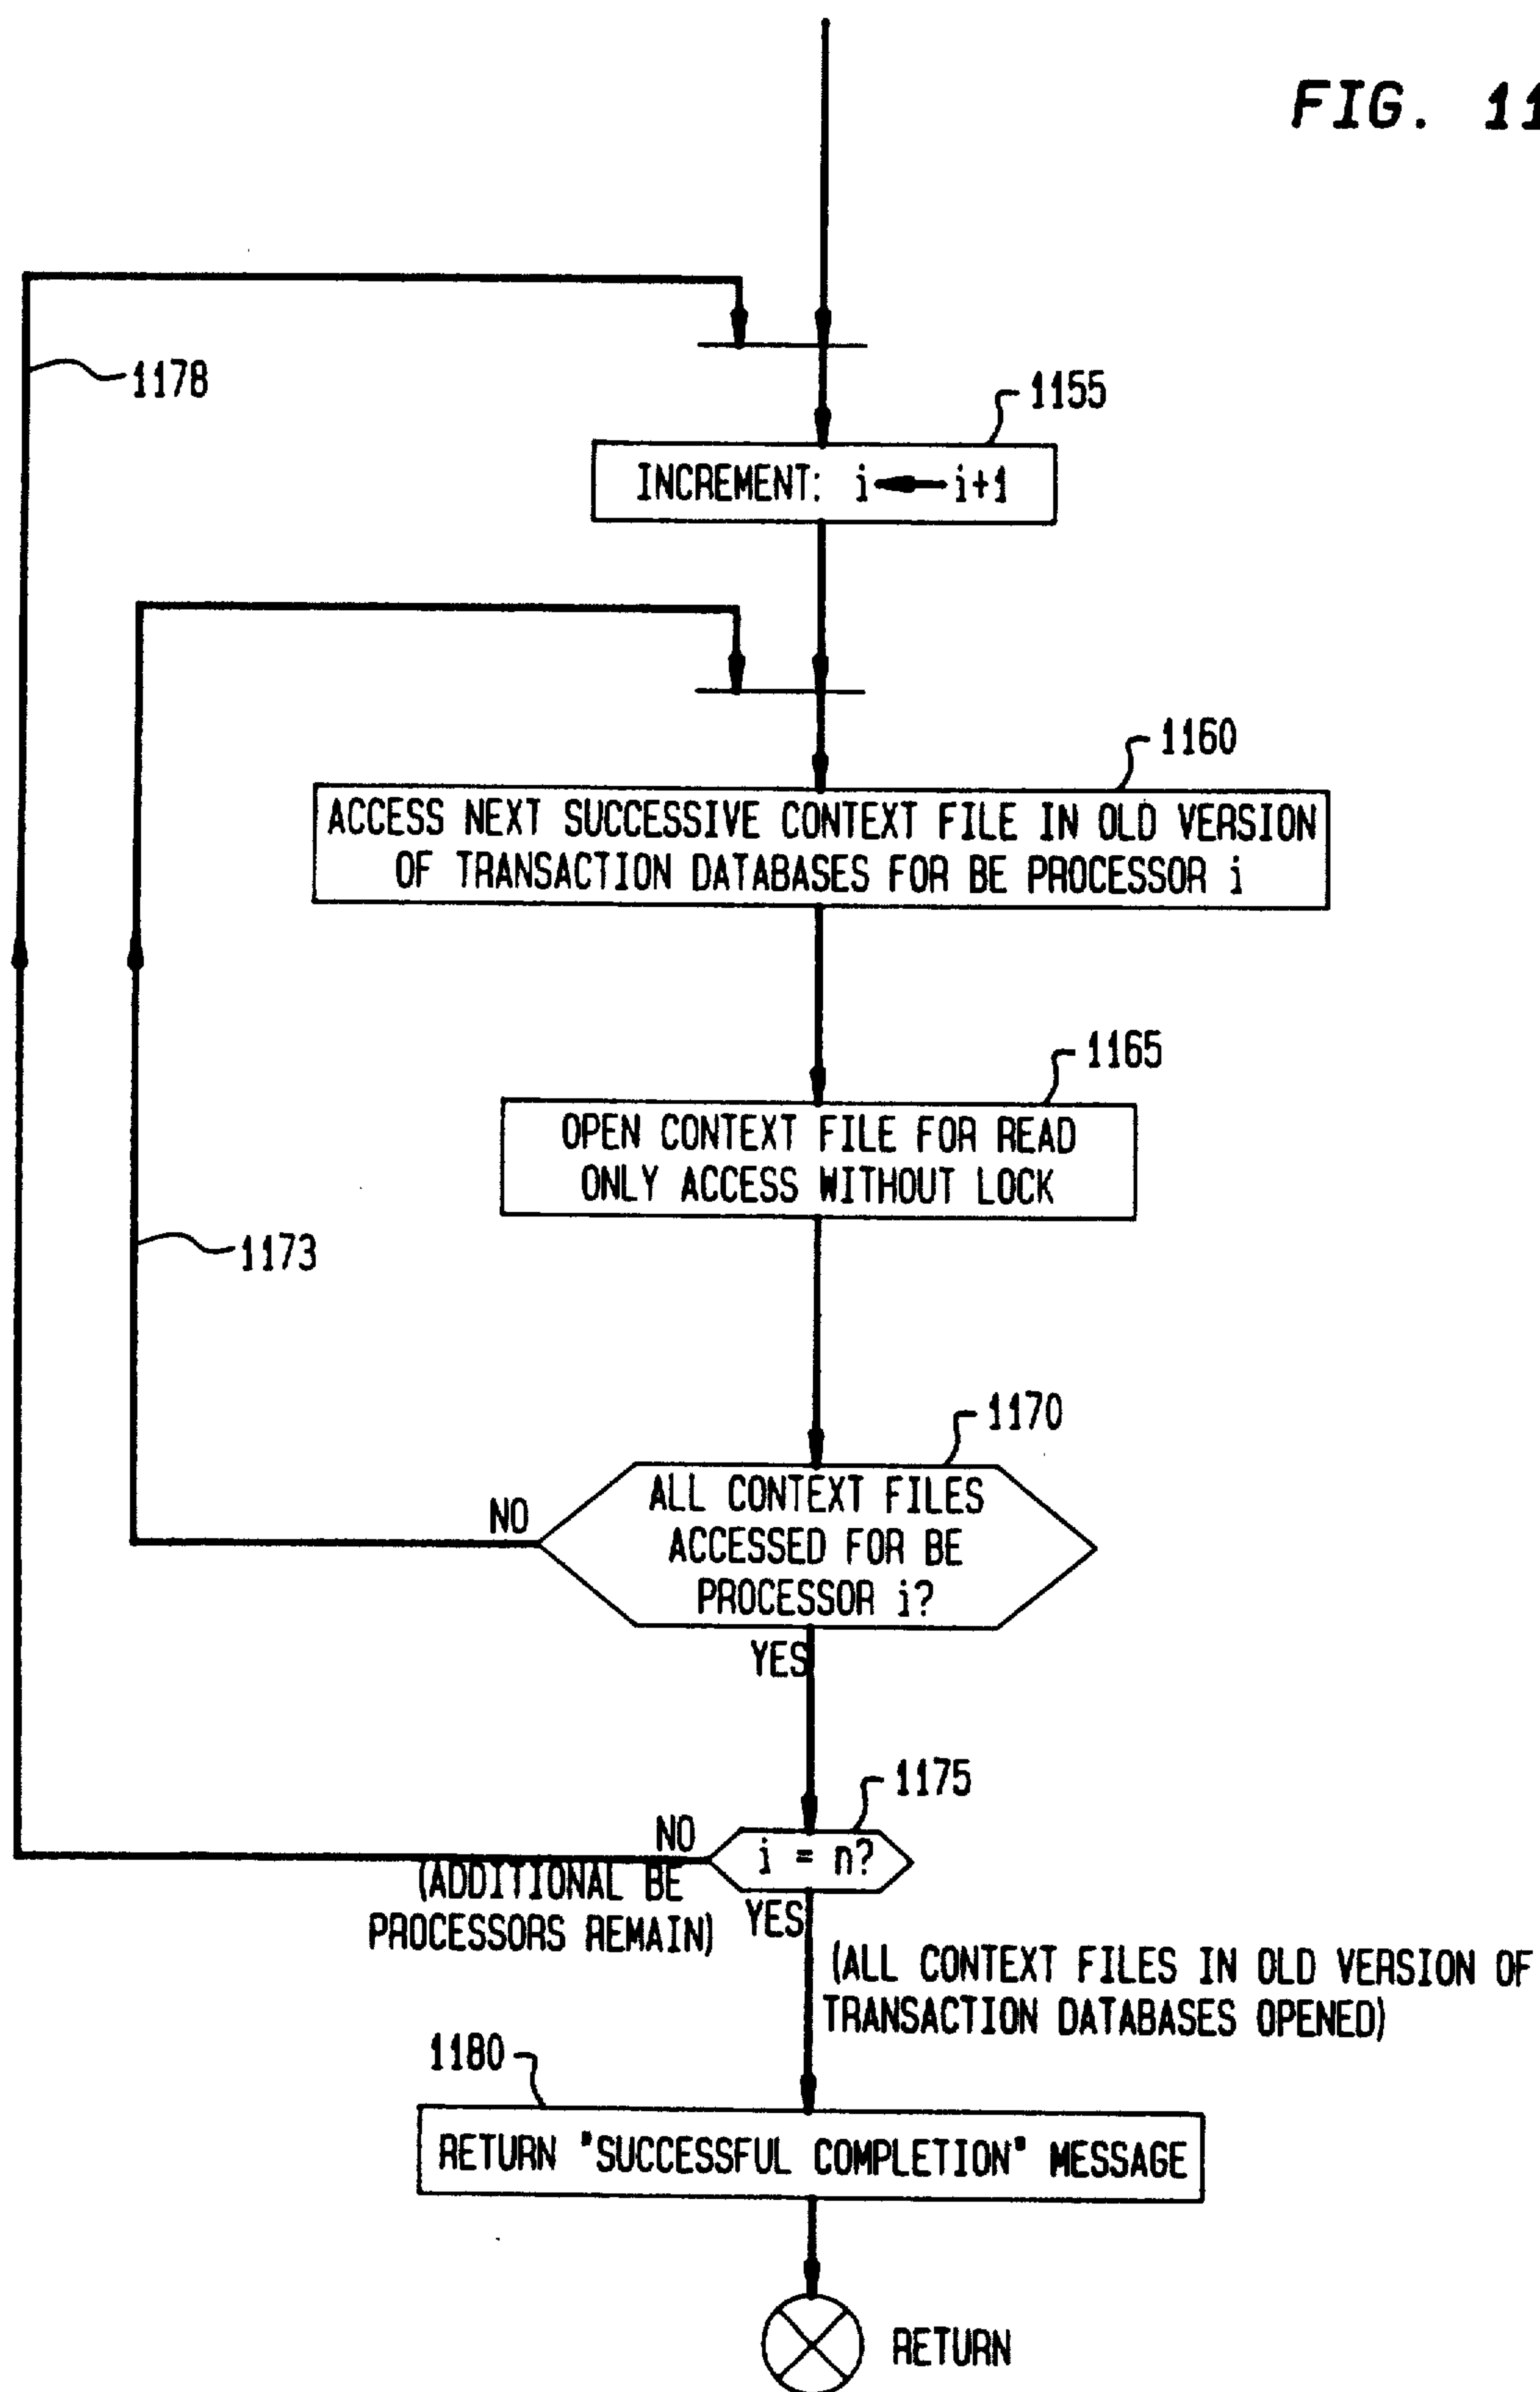 FIG. 11
1178
1155
INCREMENT: i ← i+1
1160
ACCESS NEXT SUCCESSIVE CONTEXT FILE IN OLD VERSION
OF TRANSACTION DATABASES FOR BE PROCESSOR i
1165
OPEN CONTEXT FILE FOR READ
ONLY ACCESS WITHOUT LOCK
1173
1170
ALL CONTEXT FILES
ACCESSED FOR BE
PROCESSOR i?
NO
YES
1175
i = n?
NO
(ADDITIONAL BE
PROCESSORS REMAIN)
YES
(ALL CONTEXT FILES IN OLD VERSION OF
TRANSACTION DATABASES OPENED)
1180
RETURN "SUCCESSFUL COMPLETION" MESSAGE
RETURN